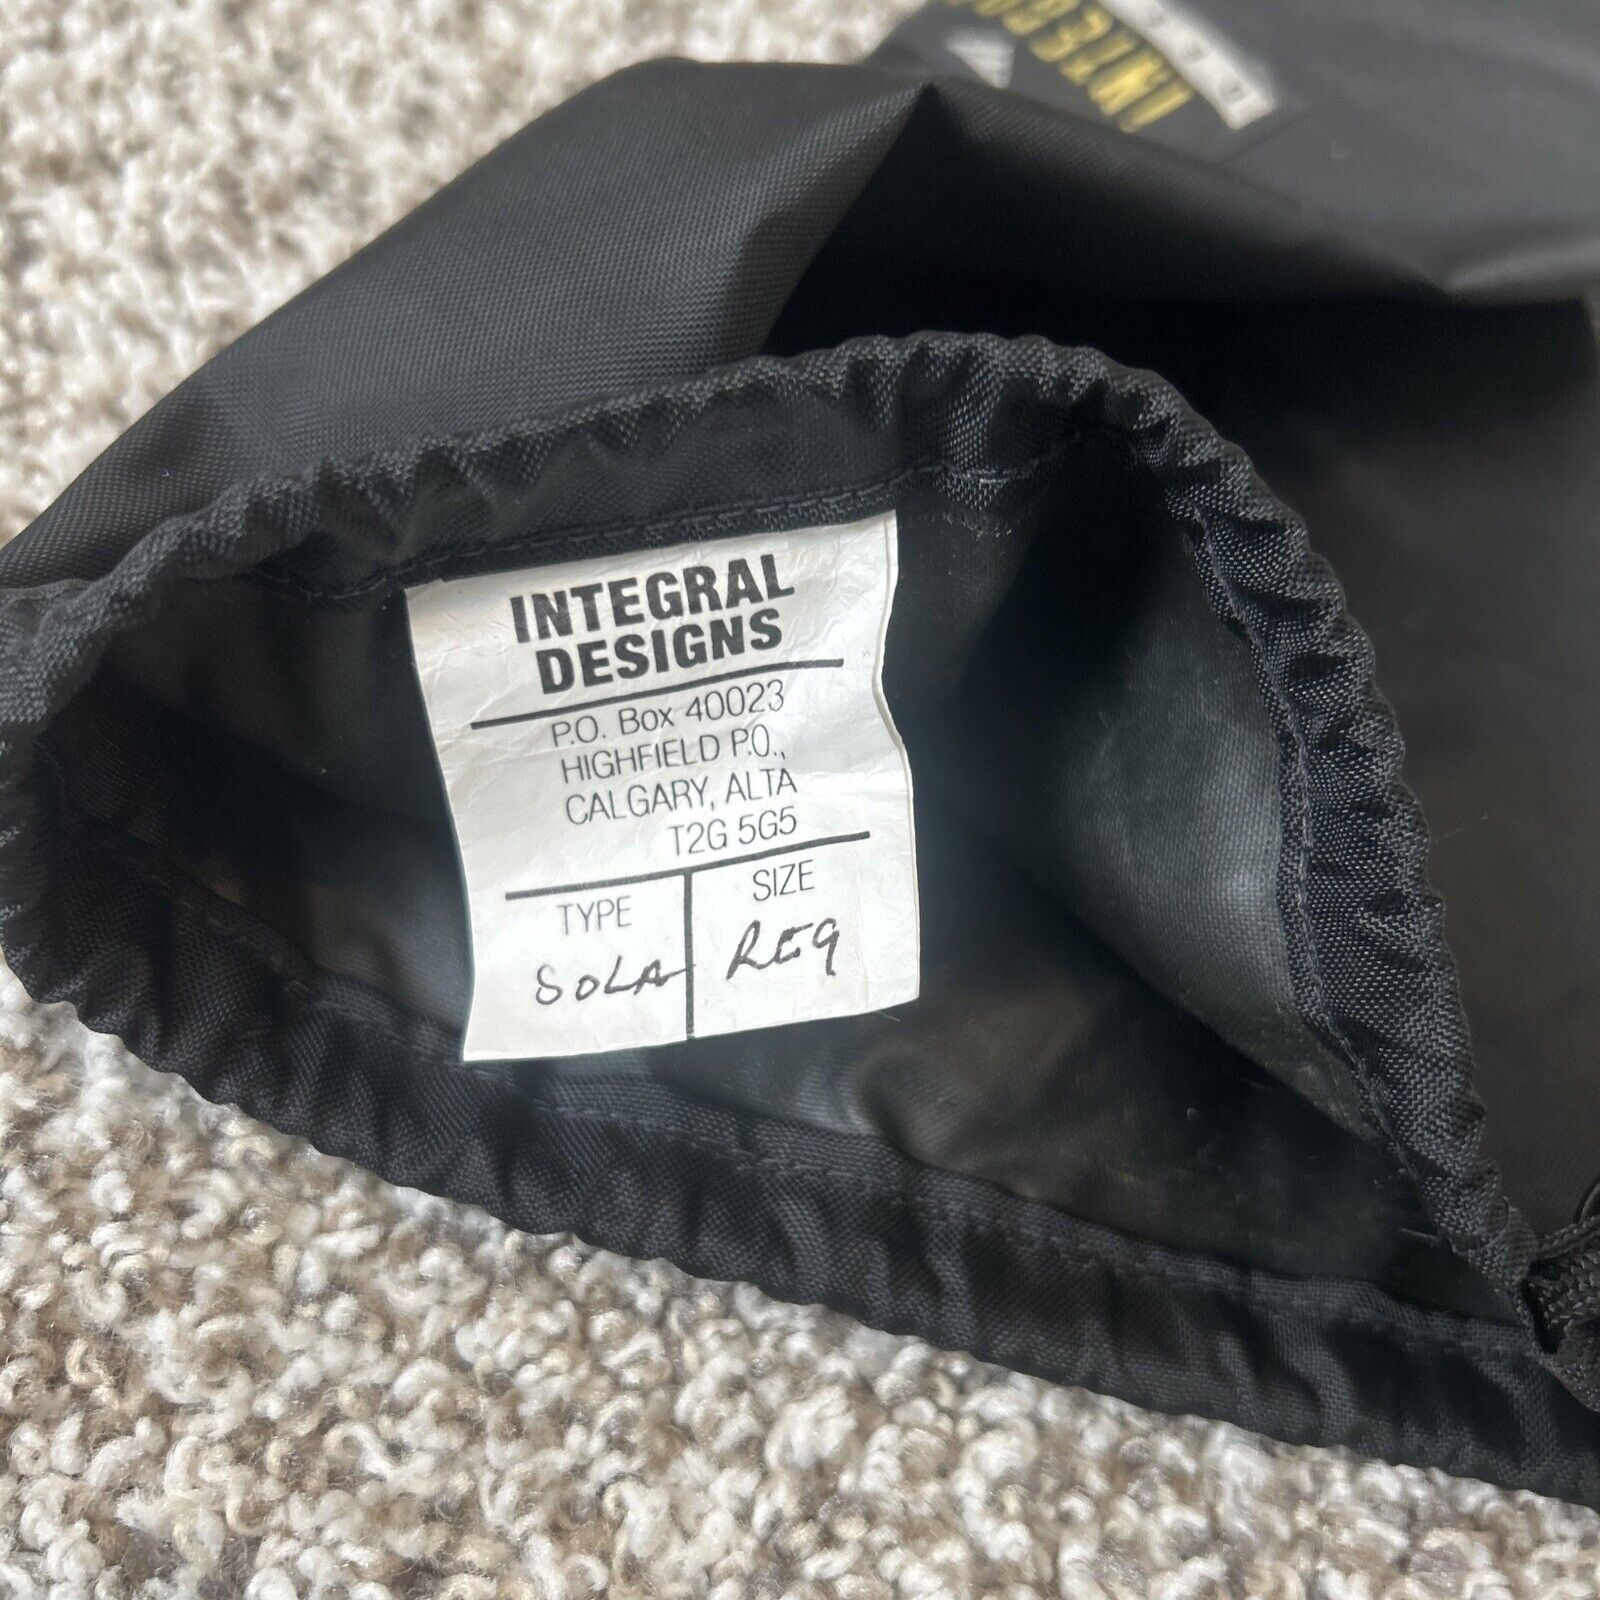 INTEGRAL
DESIGNS
P.O. Box 40023
HIGHFIELD P.O.,
CALGARY, ALTA
T2G 5G5
TYPE
SIZE
SOLA
REg